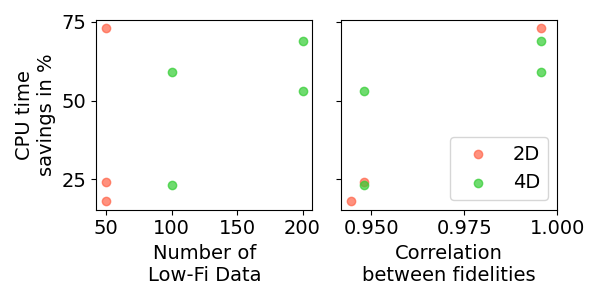 CPU time
savings in %
75
50
25
50
100
150
200
Number of
Low-Fi Data
0.950
0.975
1.000
Correlation
between fidelities
2D
4D